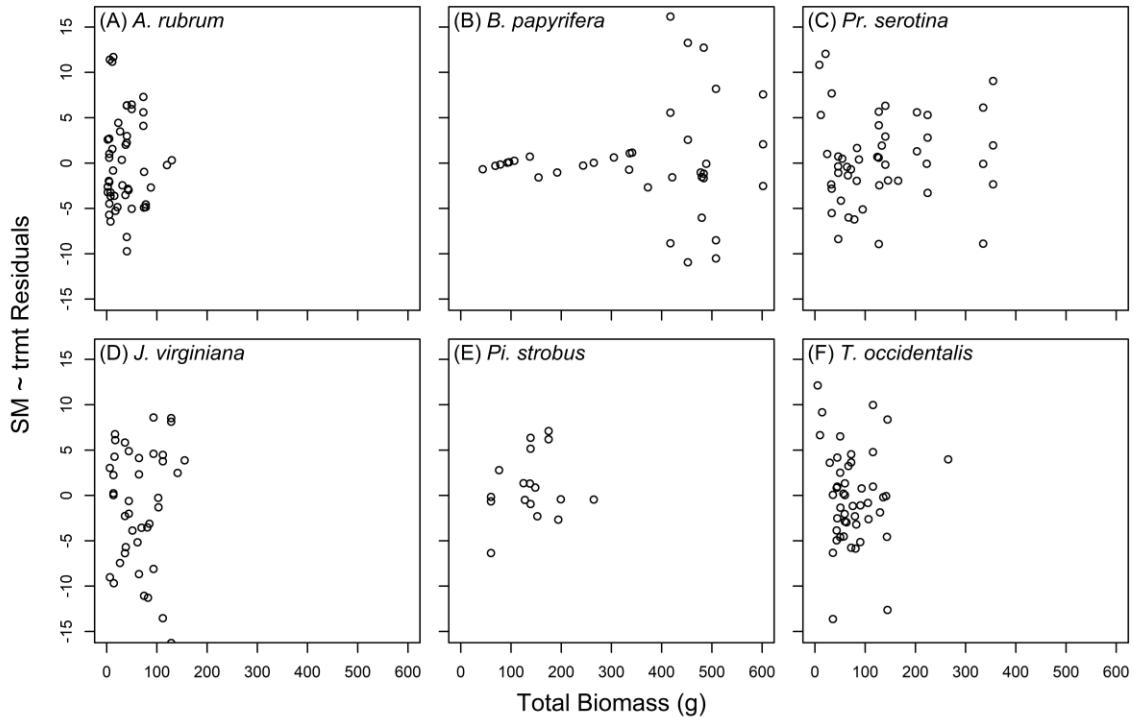 (A) A. rubrum
(B) B. papyrifera
(C) Pr. serotina
15
10
5
0
-5
-10
-15
(D) J. virginiana
(E) Pi. strobus
(F) T. occidentalis
15
10
5
0
-5
-10
-15
0 100 200 300 400 500 600
0 100 200 300 400 500 600
0 100 200 300 400 500 600
SM ~ trmt Residuals
Total Biomass (g)